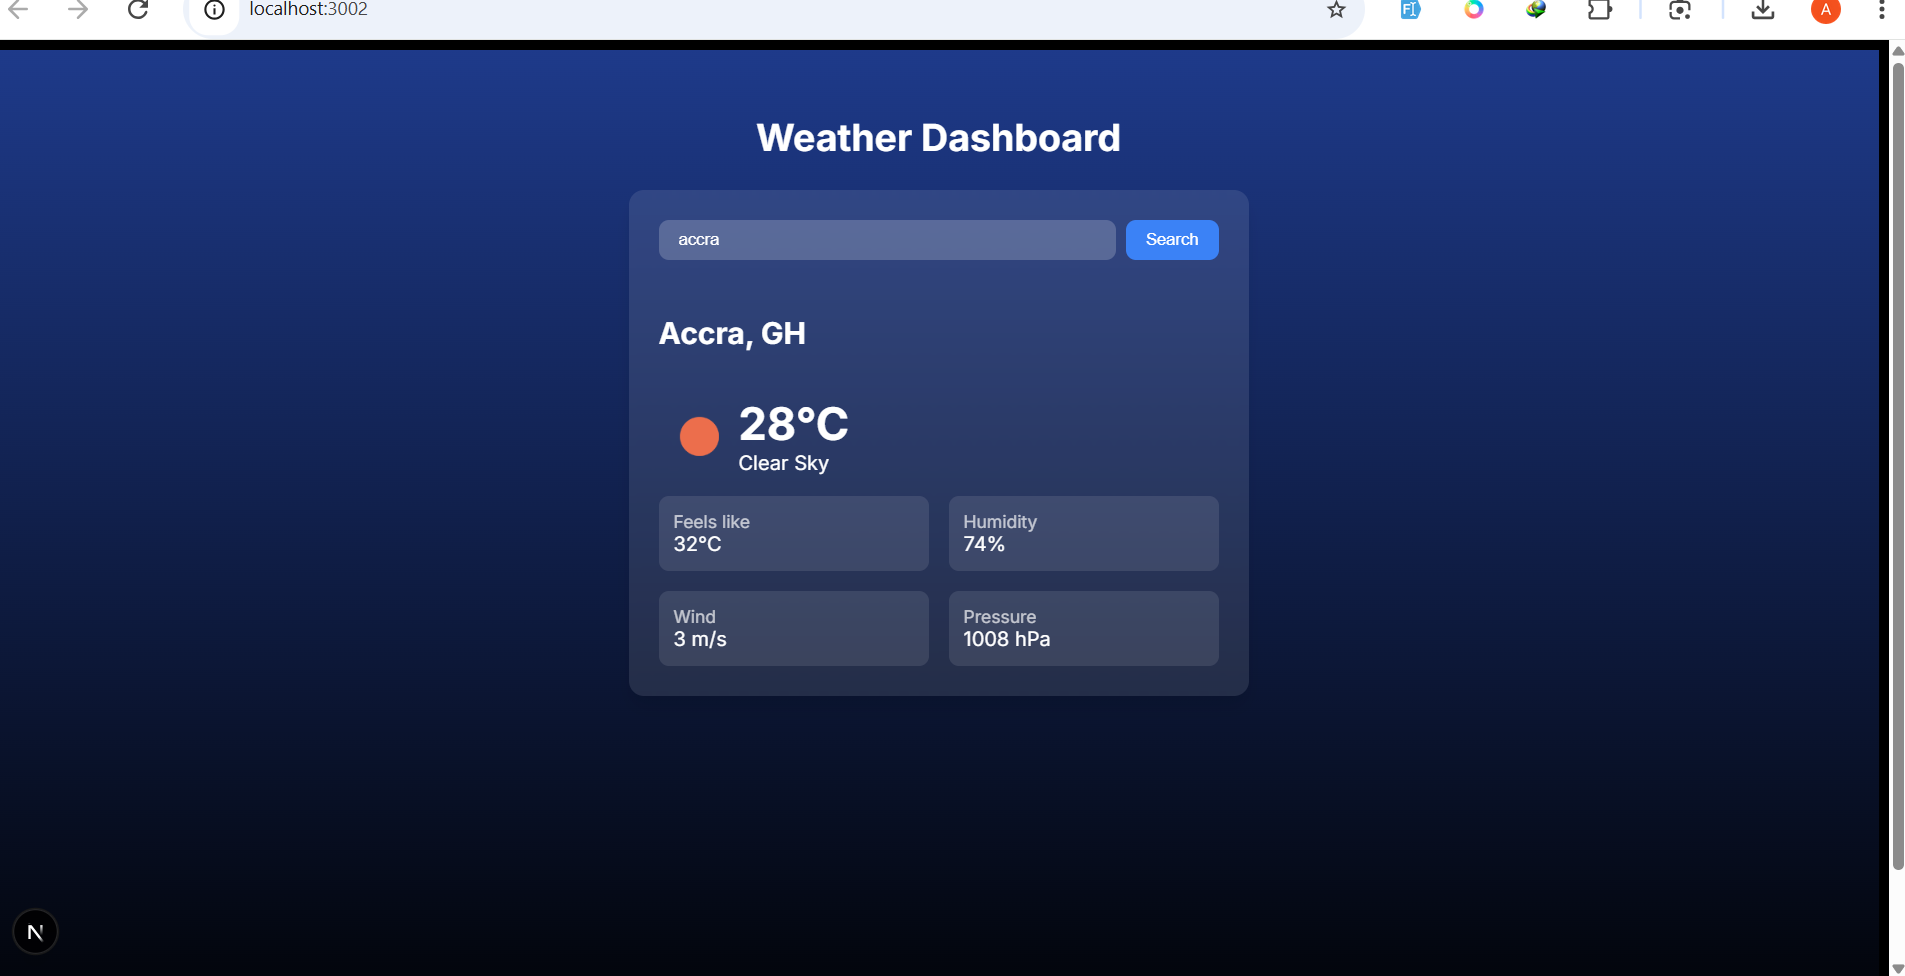 localhost:3002
A
Weather Dashboard
accra
Search
Accra, GH
28°C
Clear Sky
Feels like
32°C
Humidity
74%
Wind
3 m/s
Pressure
1008 hPa
N